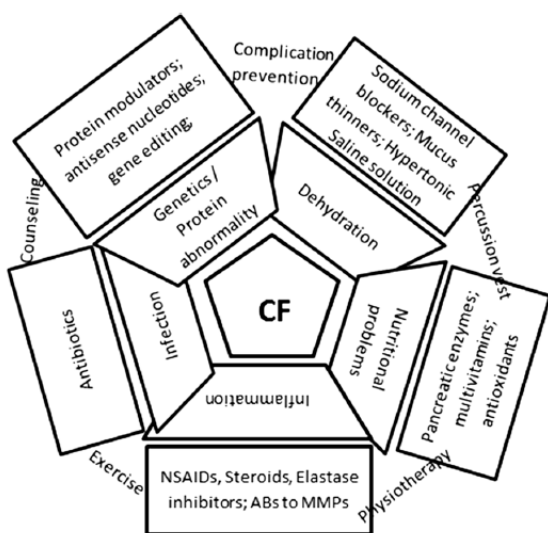 Complication
prevention
Protein modulators;
antisense nucleotides;
gene editing;
Sodium channel
blockers; Mucus
thinners; Hypertonic
Saline solution
Counseling
Genetics/
Protein
abnormality
Dehydration
Percussion vest
CF
Antibiotics
Infection
Nutritional
problems
Pancreatic enzymes;
multivitamins;
antioxidants
Inflammation
Exercise
NSAIDs, Steroids, Elastase
inhibitors; ABs to MMPs
Physiotherapy